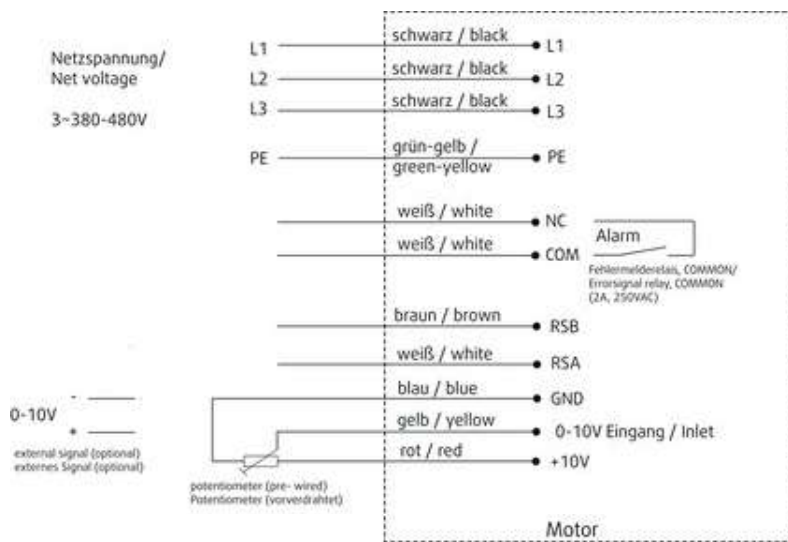 Netzspannung/
Net voltage
3~380-480V
L1 schwarz / black L1
L2 schwarz / black L2
L3 schwarz / black L3
PE grün-gelb / green-yellow PE
weiß / white NC
weiß / white COM
Alarm
Fehlermelderelais, COMMON/
Errorsignal relay, COMMON
(2A, 250VAC)
braun / brown RSB
weiß / white RSA
blau / blue GND
gelb / yellow 0-10V Eingang / Inlet
rot / red +10V
-
0-10V
+
external signal (optional)
externes Signal (optional)
potentiometer (pre- wired)
Potentiometer (vorverdrahtet)
Motor